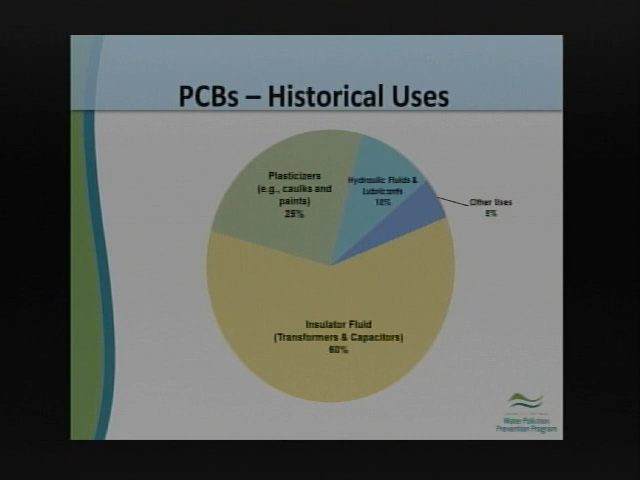 PCBs – Historical Uses
Plasticizers
(e.g., caulks and
paints)
25%
Hydraulic Fluids &
Lubricants
10%
Other Uses
5%
Insulator Fluid
(Transformers & Capacitors)
60%
Water Pollution
Prevention Program